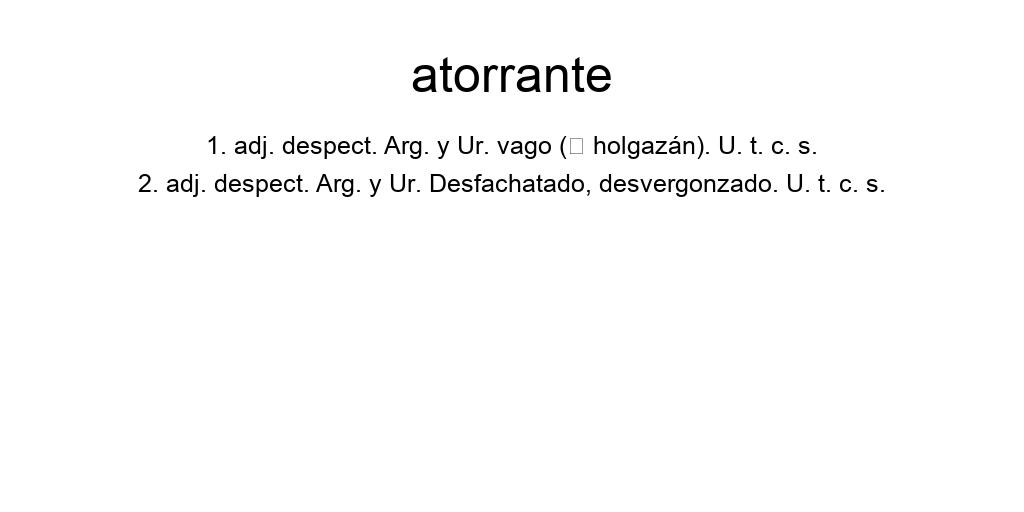 atorrante
1. adj. despect. Arg. y Ur. vago (□ holgazán). U. t. c. s.
2. adj. despect. Arg. y Ur. Desfachatado, desvergonzado. U. t. c. s.